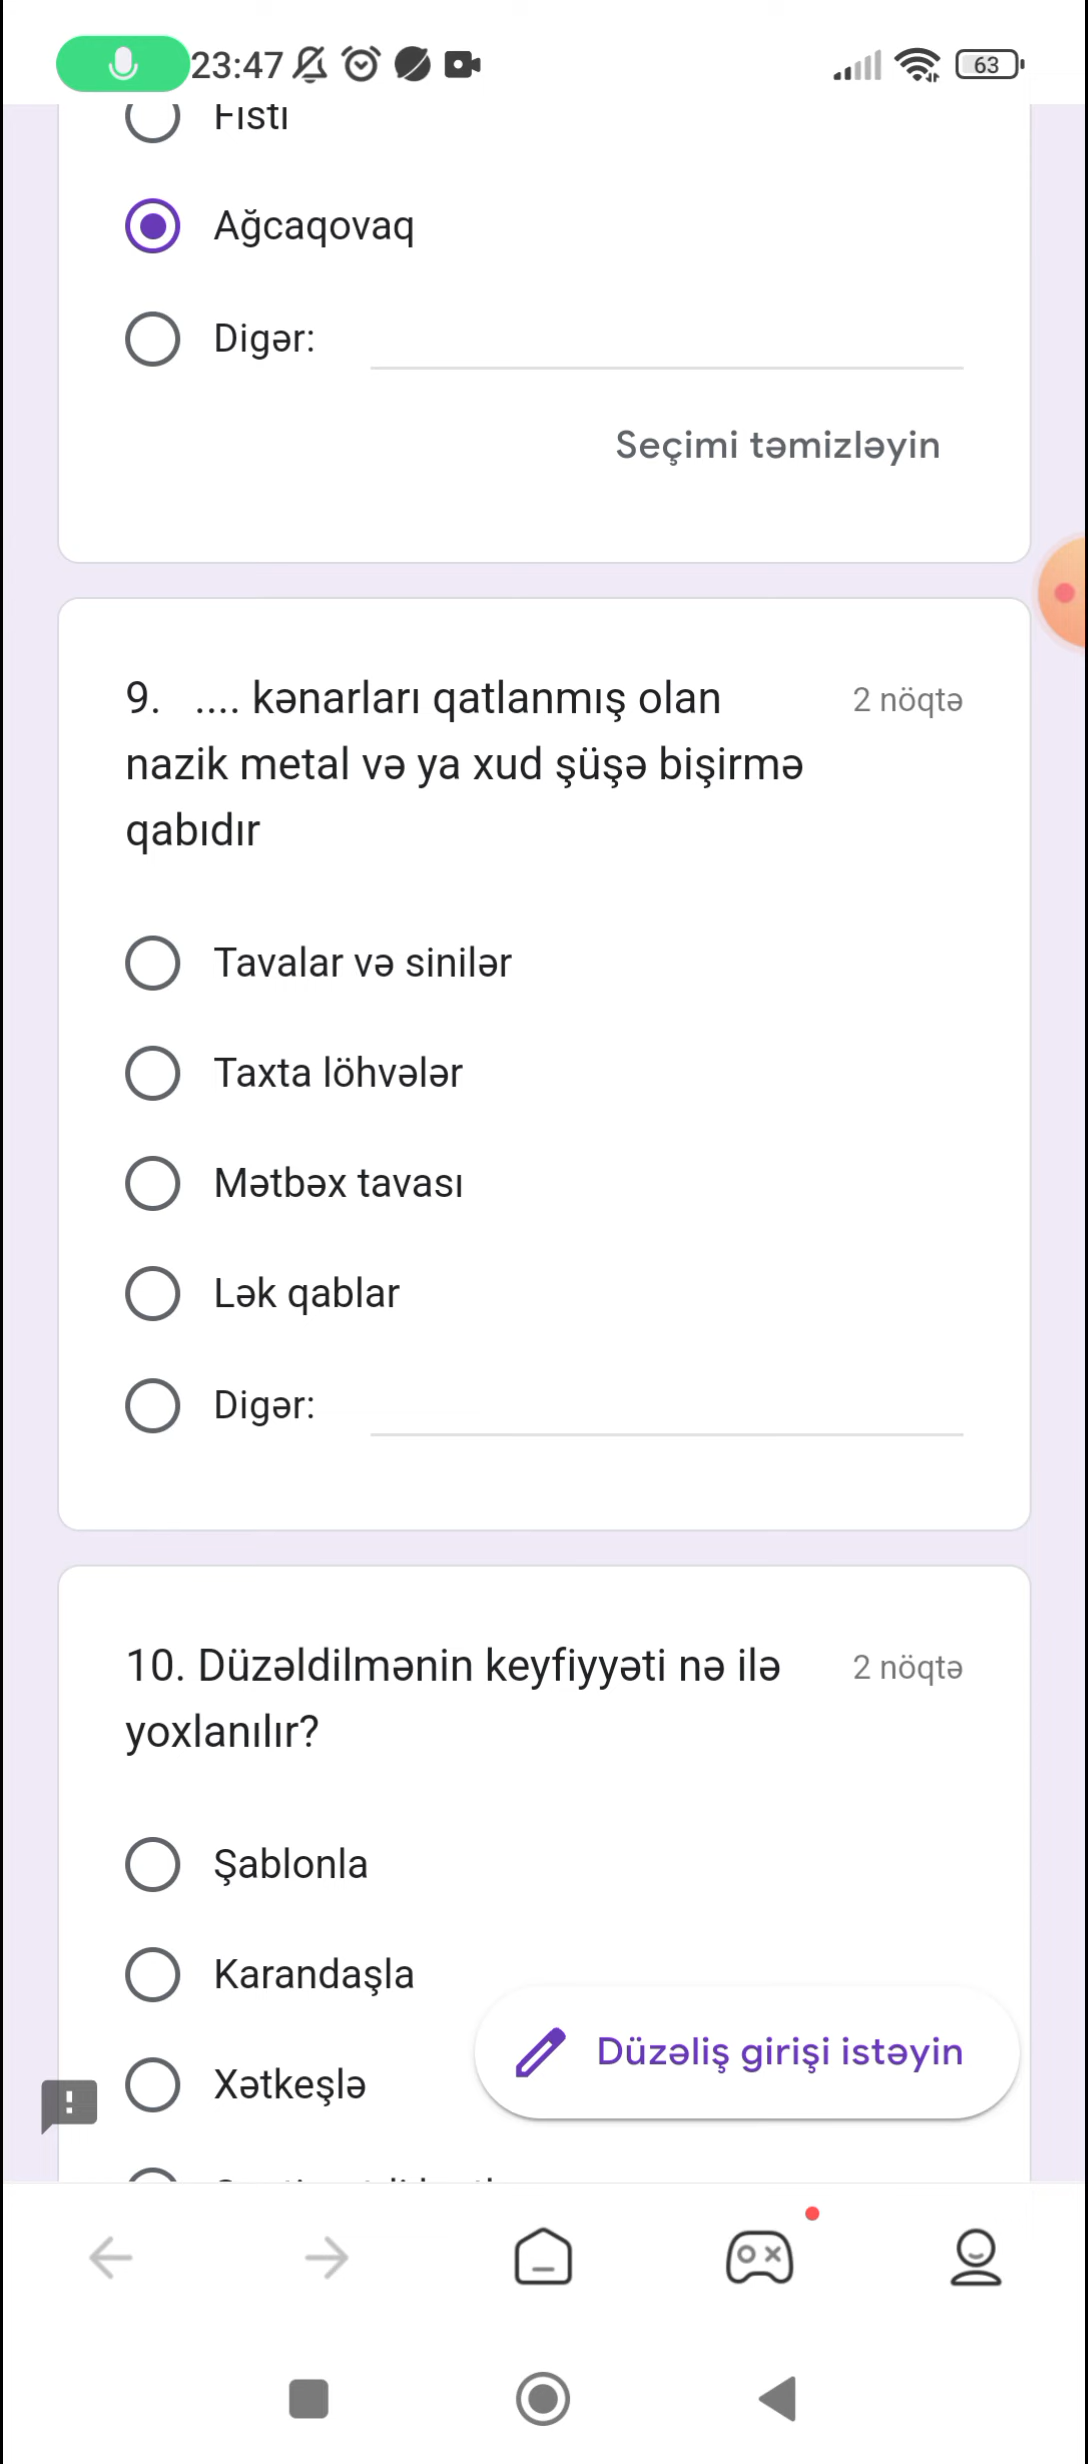 23:47
63
Fıstı
Ağcaqovaq
Digər:
Seçimi təmizləyin
9. .... kənarları qatlanmış olan
2 nöqtə
nazik metal və ya xud şüşə bişirmə
qabıdır
Tavalar və sinilər
Taxta löhvələr
Mətbəx tavası
Lək qablar
Digər:
10. Düzəldilmənin keyfiyyəti nə ilə
2 nöqtə
yoxlanılır?
Şablonla
Karandaşla
Düzəliş girişi istəyin
Xətkeşlə